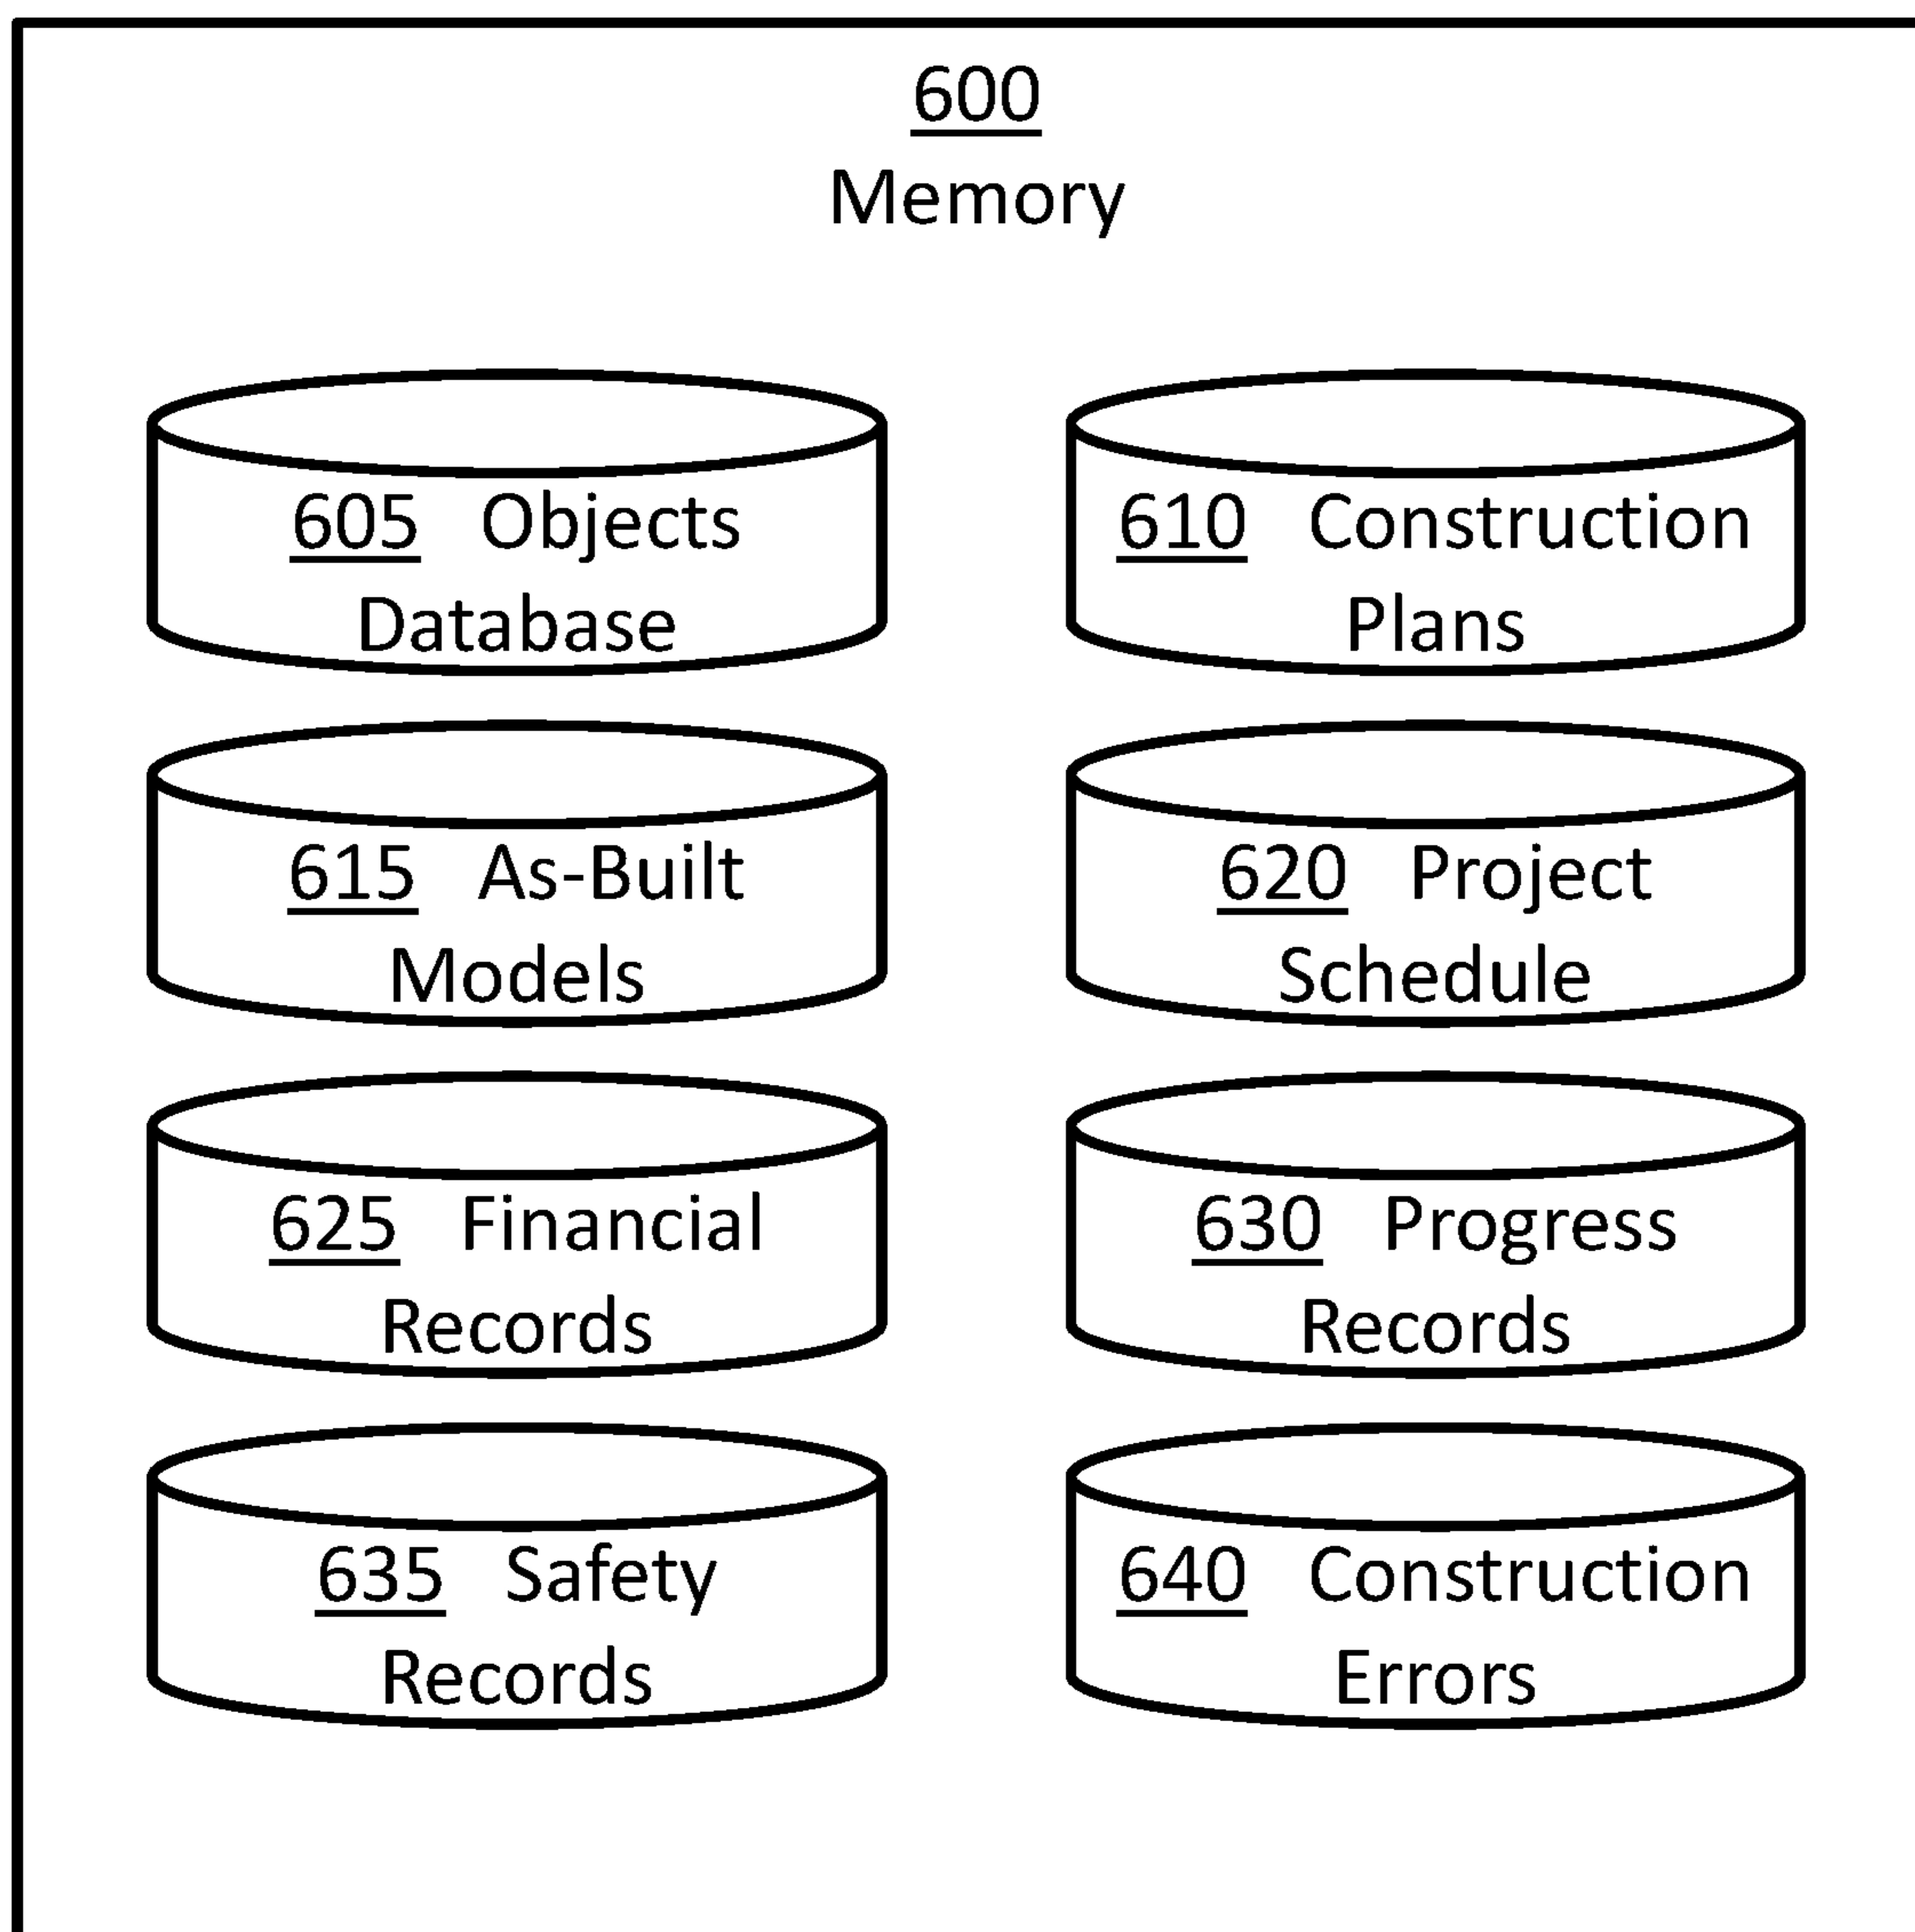 600
Memory
605 Objects
Database
610 Construction
Plans
615 As-Built
Models
620 Project
Schedule
625 Financial
Records
630 Progress
Records
635 Safety
Records
640 Construction
Errors